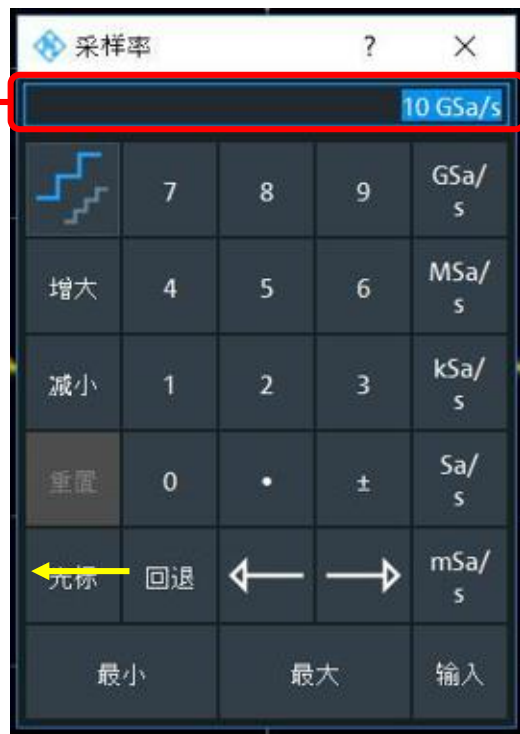 采样率 ? ×
10 GSa/s
7 8 9 GSa/
s
增大 4 5 6 MSa/
s
减小 1 2 3 kSa/
s
重置 0 • ± Sa/
s
光标 回退 mSa/
s
最小 最大 输入